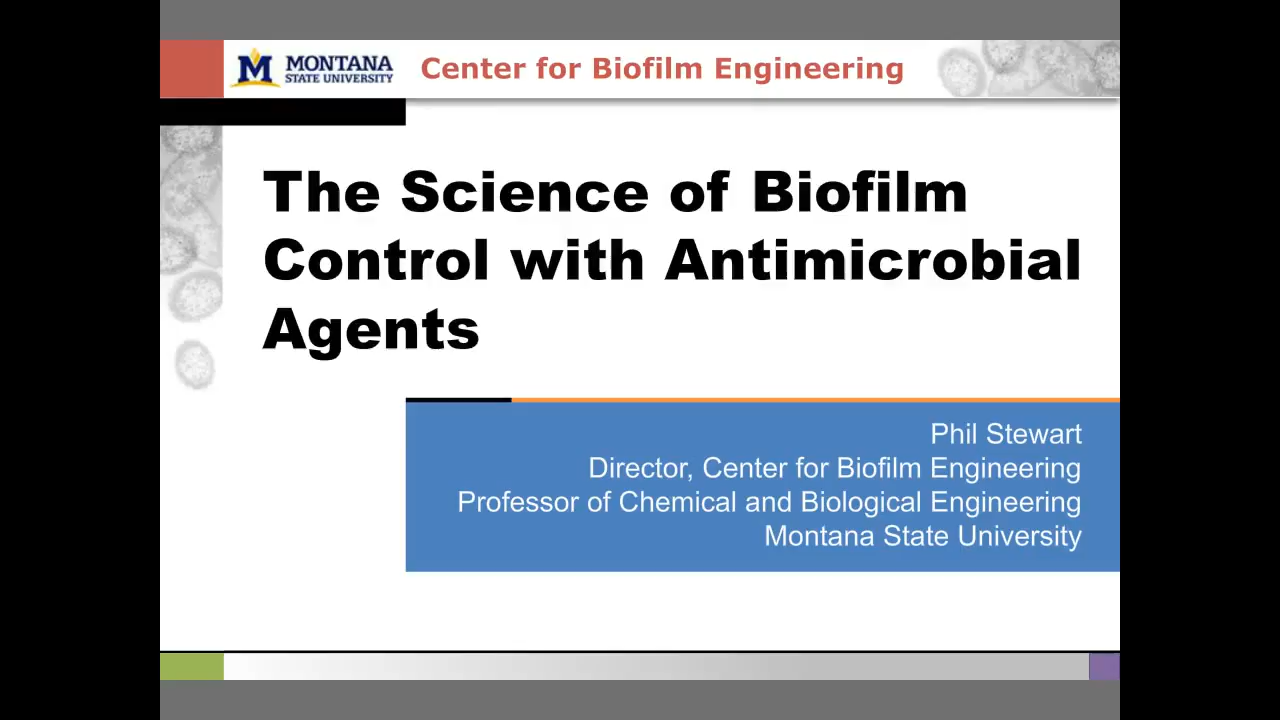 MONTANA
STATE UNIVERSITY
Center for Biofilm Engineering
The Science of Biofilm
Control with Antimicrobial
Agents
Phil Stewart
Director, Center for Biofilm Engineering
Professor of Chemical and Biological Engineering
Montana State University